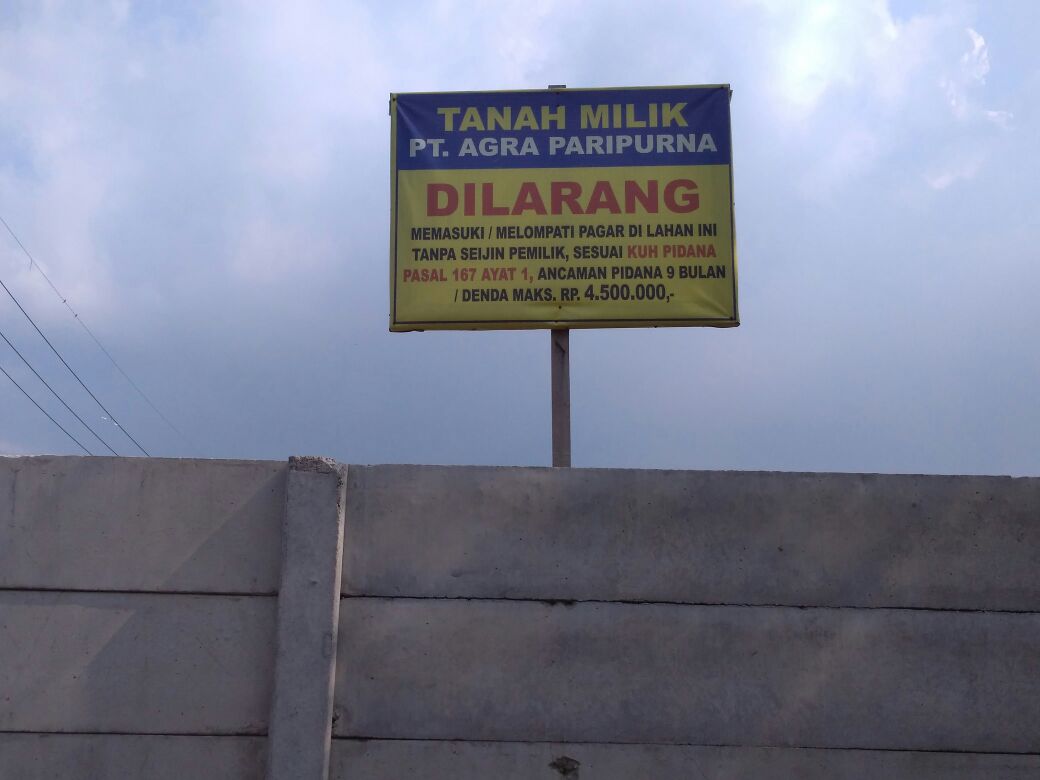 TANAH MILIK
PT. AGRA PARIPURNA
DILARANG
MEMASUKI / MELOMPATI PAGAR DI LAHAN INI
TANPA SEIJIN PEMILIK, SESUAI KUH PIDANA
PASAL 167 AYAT 1, ANCAMAN PIDANA 9 BULAN
/ DENDA MAKS. RP. 4.500.000,-